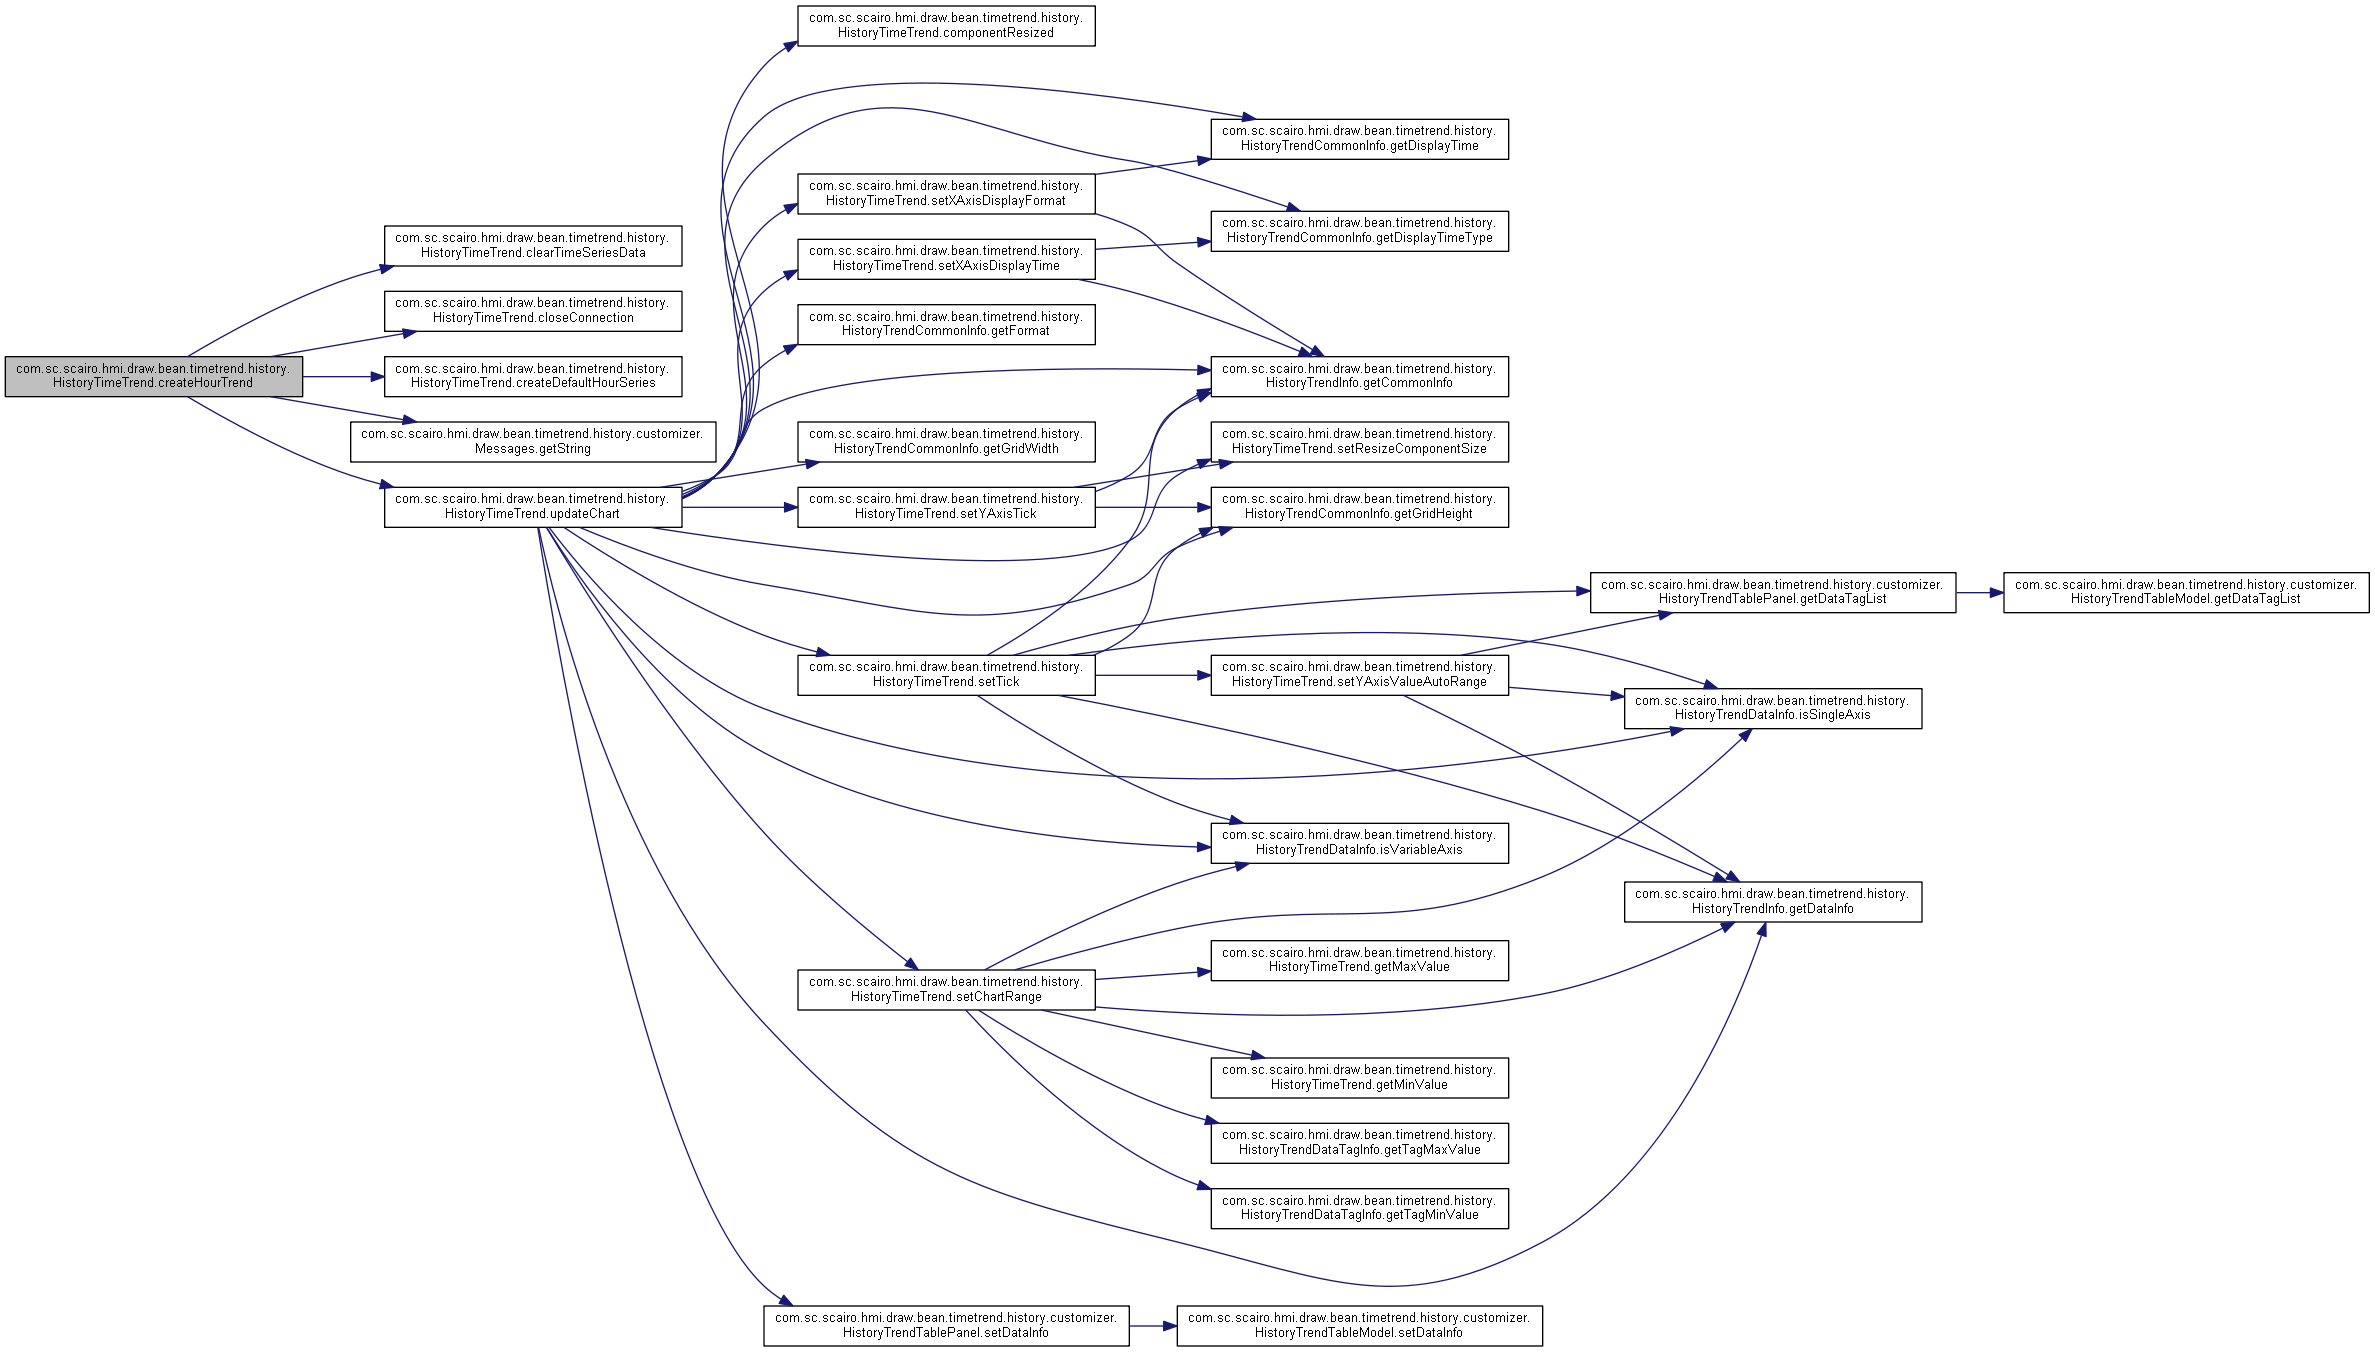 com.sc.scairo.hmi.draw.bean.timetrend.history.
HistoryTimeTrend.createHourTrend
com.sc.scairo.hmi.draw.bean.timetrend.history.
HistoryTimeTrend.clearTimeSeriesData
com.sc.scairo.hmi.draw.bean.timetrend.history.
HistoryTimeTrend.closeConnection
com.sc.scairo.hmi.draw.bean.timetrend.history.
HistoryTimeTrend.createDefaultHourSeries
com.sc.scairo.hmi.draw.bean.timetrend.history.customizer.
Messages.getString
com.sc.scairo.hmi.draw.bean.timetrend.history.
HistoryTimeTrend.updateChart
com.sc.scairo.hmi.draw.bean.timetrend.history.
HistoryTimeTrend.componentResized
com.sc.scairo.hmi.draw.bean.timetrend.history.
HistoryTimeTrend.setXAxisDisplayFormat
com.sc.scairo.hmi.draw.bean.timetrend.history.
HistoryTimeTrend.setXAxisDisplayTime
com.sc.scairo.hmi.draw.bean.timetrend.history.
HistoryTrendCommonInfo.getFormat
com.sc.scairo.hmi.draw.bean.timetrend.history.
HistoryTrendCommonInfo.getGridWidth
com.sc.scairo.hmi.draw.bean.timetrend.history.
HistoryTimeTrend.setYAxisTick
com.sc.scairo.hmi.draw.bean.timetrend.history.
HistoryTimeTrend.setTick
com.sc.scairo.hmi.draw.bean.timetrend.history.
HistoryTimeTrend.setChartRange
com.sc.scairo.hmi.draw.bean.timetrend.history.customizer.
HistoryTrendTablePanel.setDataInfo
com.sc.scairo.hmi.draw.bean.timetrend.history.
HistoryTrendCommonInfo.getDisplayTime
com.sc.scairo.hmi.draw.bean.timetrend.history.
HistoryTrendCommonInfo.getDisplayTimeType
com.sc.scairo.hmi.draw.bean.timetrend.history.
HistoryTrendInfo.getCommonInfo
com.sc.scairo.hmi.draw.bean.timetrend.history.
HistoryTimeTrend.setResizeComponentSize
com.sc.scairo.hmi.draw.bean.timetrend.history.
HistoryTrendCommonInfo.getGridHeight
com.sc.scairo.hmi.draw.bean.timetrend.history.
HistoryTimeTrend.setYAxisValueAutoRange
com.sc.scairo.hmi.draw.bean.timetrend.history.
HistoryTrendDataInfo.isVariableAxis
com.sc.scairo.hmi.draw.bean.timetrend.history.
HistoryTimeTrend.getMaxValue
com.sc.scairo.hmi.draw.bean.timetrend.history.
HistoryTimeTrend.getMinValue
com.sc.scairo.hmi.draw.bean.timetrend.history.
HistoryTrendDataTagInfo.getTagMaxValue
com.sc.scairo.hmi.draw.bean.timetrend.history.
HistoryTrendDataTagInfo.getTagMinValue
com.sc.scairo.hmi.draw.bean.timetrend.history.customizer.
HistoryTrendTableModel.setDataInfo
com.sc.scairo.hmi.draw.bean.timetrend.history.customizer.
HistoryTrendTablePanel.getDataTagList
com.sc.scairo.hmi.draw.bean.timetrend.history.
HistoryTrendDataInfo.isSingleAxis
com.sc.scairo.hmi.draw.bean.timetrend.history.
HistoryTrendInfo.getDataInfo
com.sc.scairo.hmi.draw.bean.timetrend.history.customizer.
HistoryTrendTableModel.getDataTagList